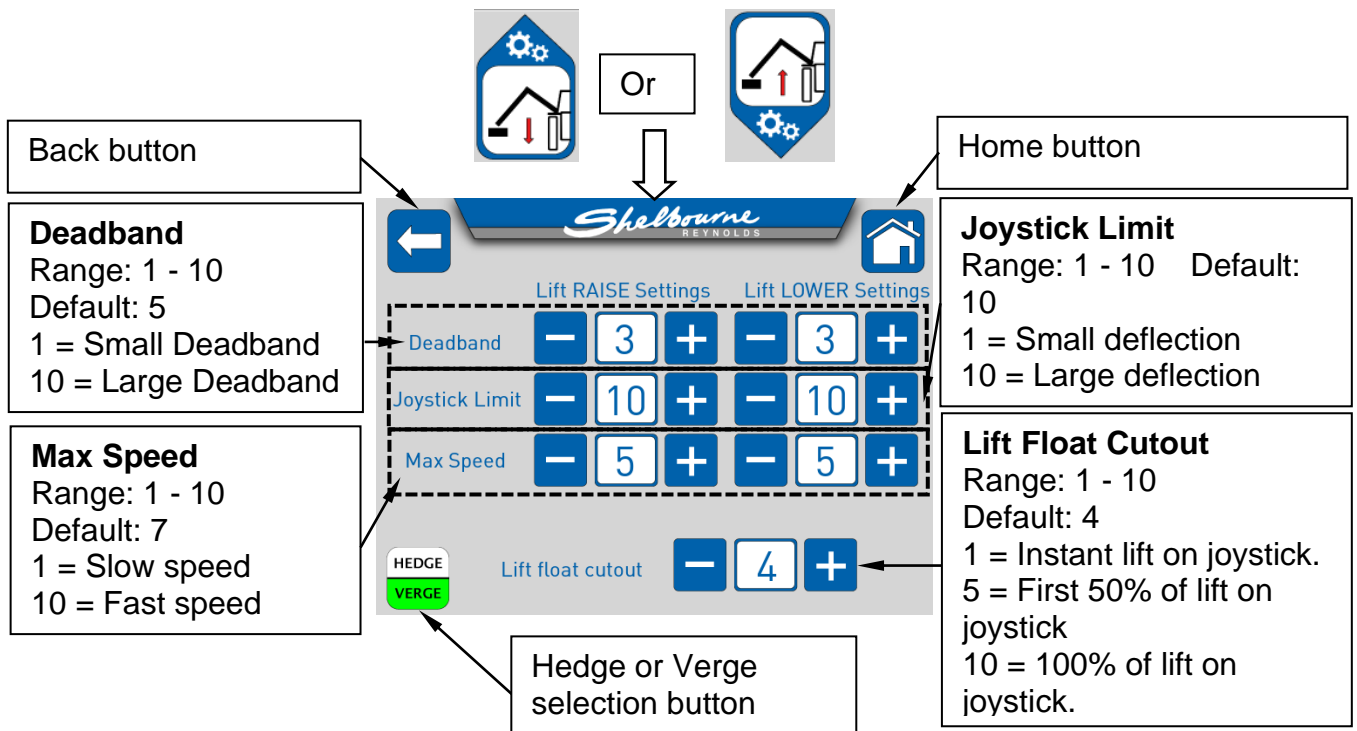 Or
Back button
Home button
Shelbourne
REYNOLDS
Deadband
Range: 1 - 10
Default: 5
1 = Small Deadband
10 = Large Deadband
Max Speed
Range: 1 - 10
Default: 7
1 = Slow speed
10 = Fast speed
Lift RAISE Settings Lift LOWER Settings
Deadband − 3 + − 3 +
Joystick Limit − 10 + − 10 +
Max Speed − 5 + − 5 +
HEDGE
VERGE
Lift float cutout − 4 +
Joystick Limit
Range: 1 - 10 Default:
10
1 = Small deflection
10 = Large deflection
Lift Float Cutout
Range: 1 - 10
Default: 4
1 = Instant lift on joystick.
5 = First 50% of lift on
joystick
10 = 100% of lift on
joystick.
Hedge or Verge
selection button